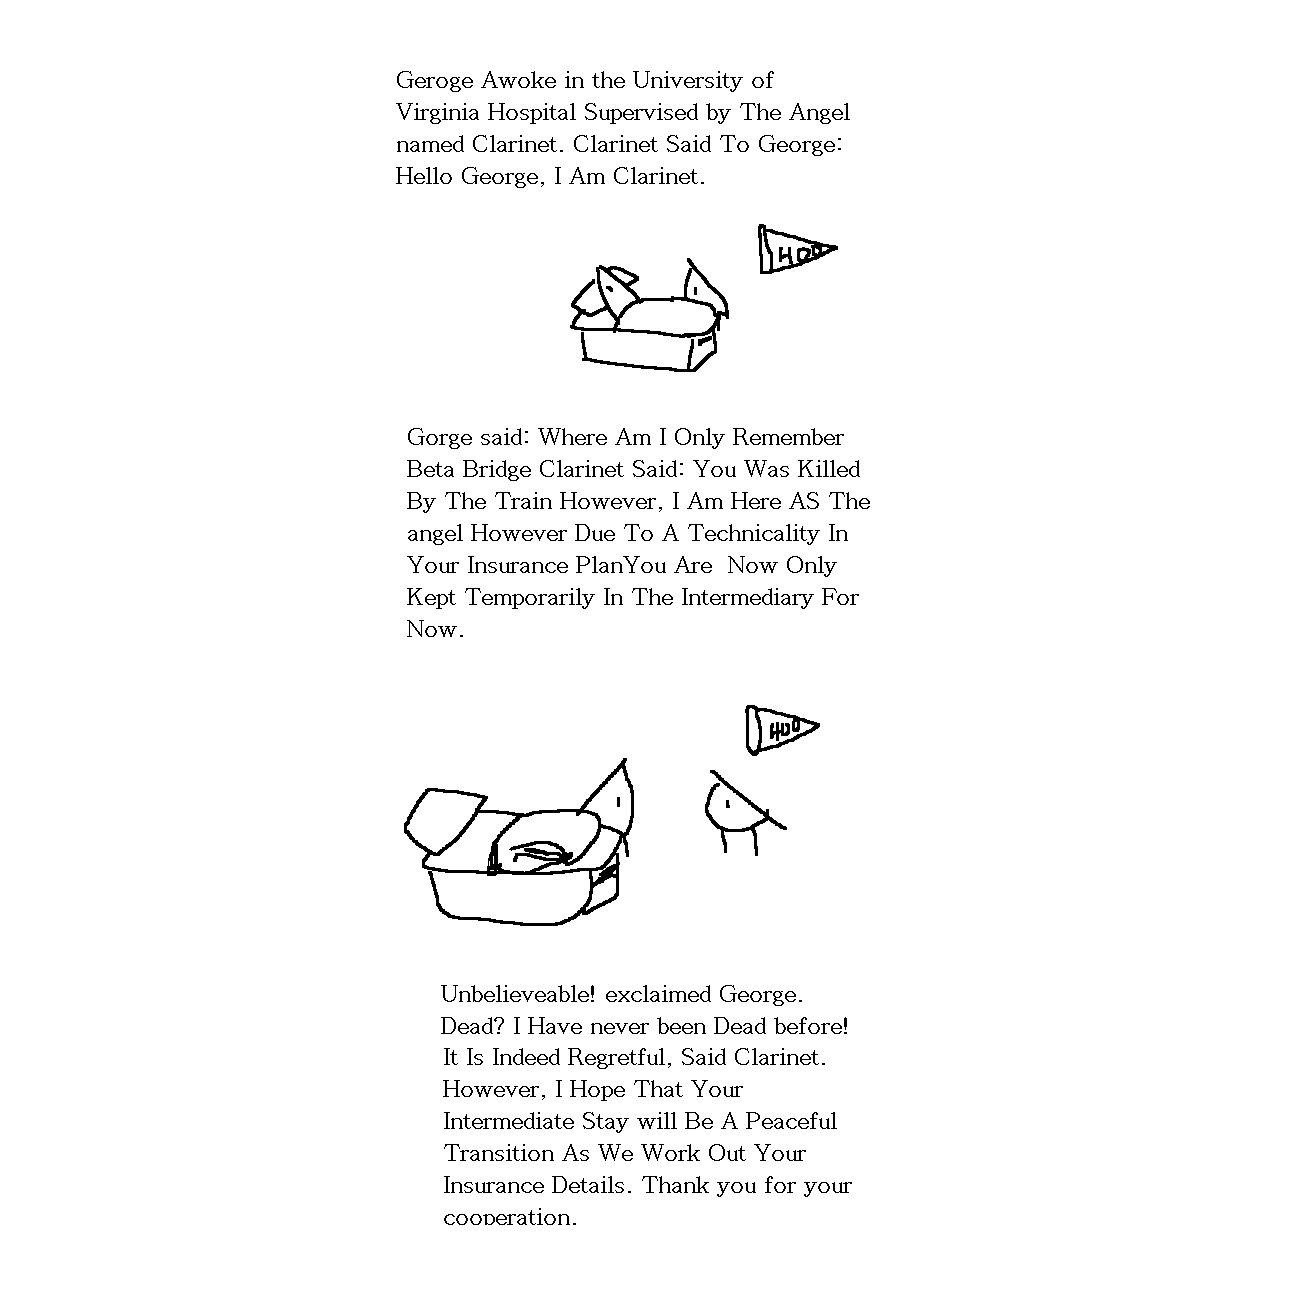 Geroge Awoke in the University of
Virginia Hospital Supervised by The Angel
named Clarinet. Clarinet Said To George:
Hello George, I Am Clarinet.
HOO
Gorge said: Where Am I Only Remember
Beta Bridge Clarinet Said: You Was Killed
By The Train However, I Am Here AS The
angel However Due To A Technicality In
Your Insurance PlanYou Are  Now Only
Kept Temporarily In The Intermediary For
Now.
HOO
Unbelieveable! exclaimed George.
Dead? I Have never been Dead before!
It Is Indeed Regretful, Said Clarinet.
However, I Hope That Your
Intermediate Stay will Be A Peaceful
Transition As We Work Out Your
Insurance Details. Thank you for your
cooperation.